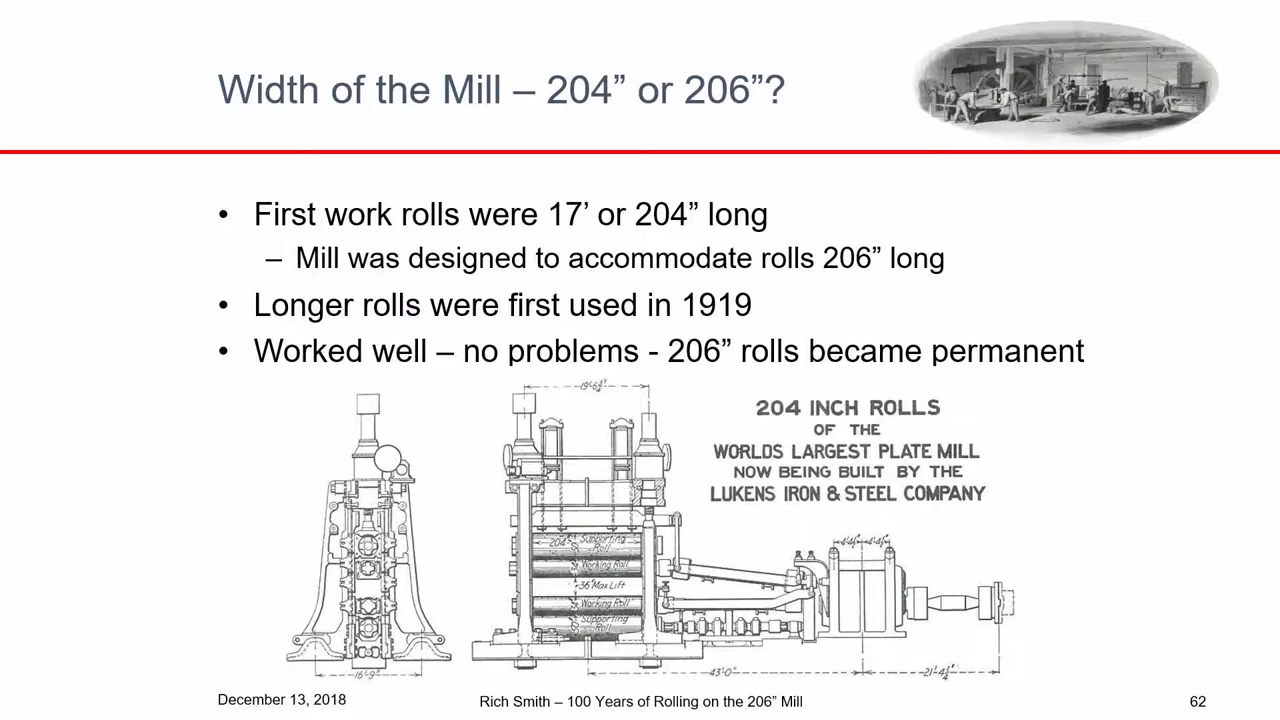 Width of the Mill – 204” or 206”?
• First work rolls were 17’ or 204” long
– Mill was designed to accommodate rolls 206” long
• Longer rolls were first used in 1919
• Worked well – no problems - 206” rolls became permanent
204 INCH ROLLS
OF THE
WORLDS LARGEST PLATE MILL
NOW BEING BUILT BY THE
LUKENS IRON & STEEL COMPANY
204" Supporting
Roll
Working Roll
36" Max Lift
Working Roll
Supporting
Roll
16'-9"
43'-0"
December 13, 2018
Rich Smith – 100 Years of Rolling on the 206” Mill
62